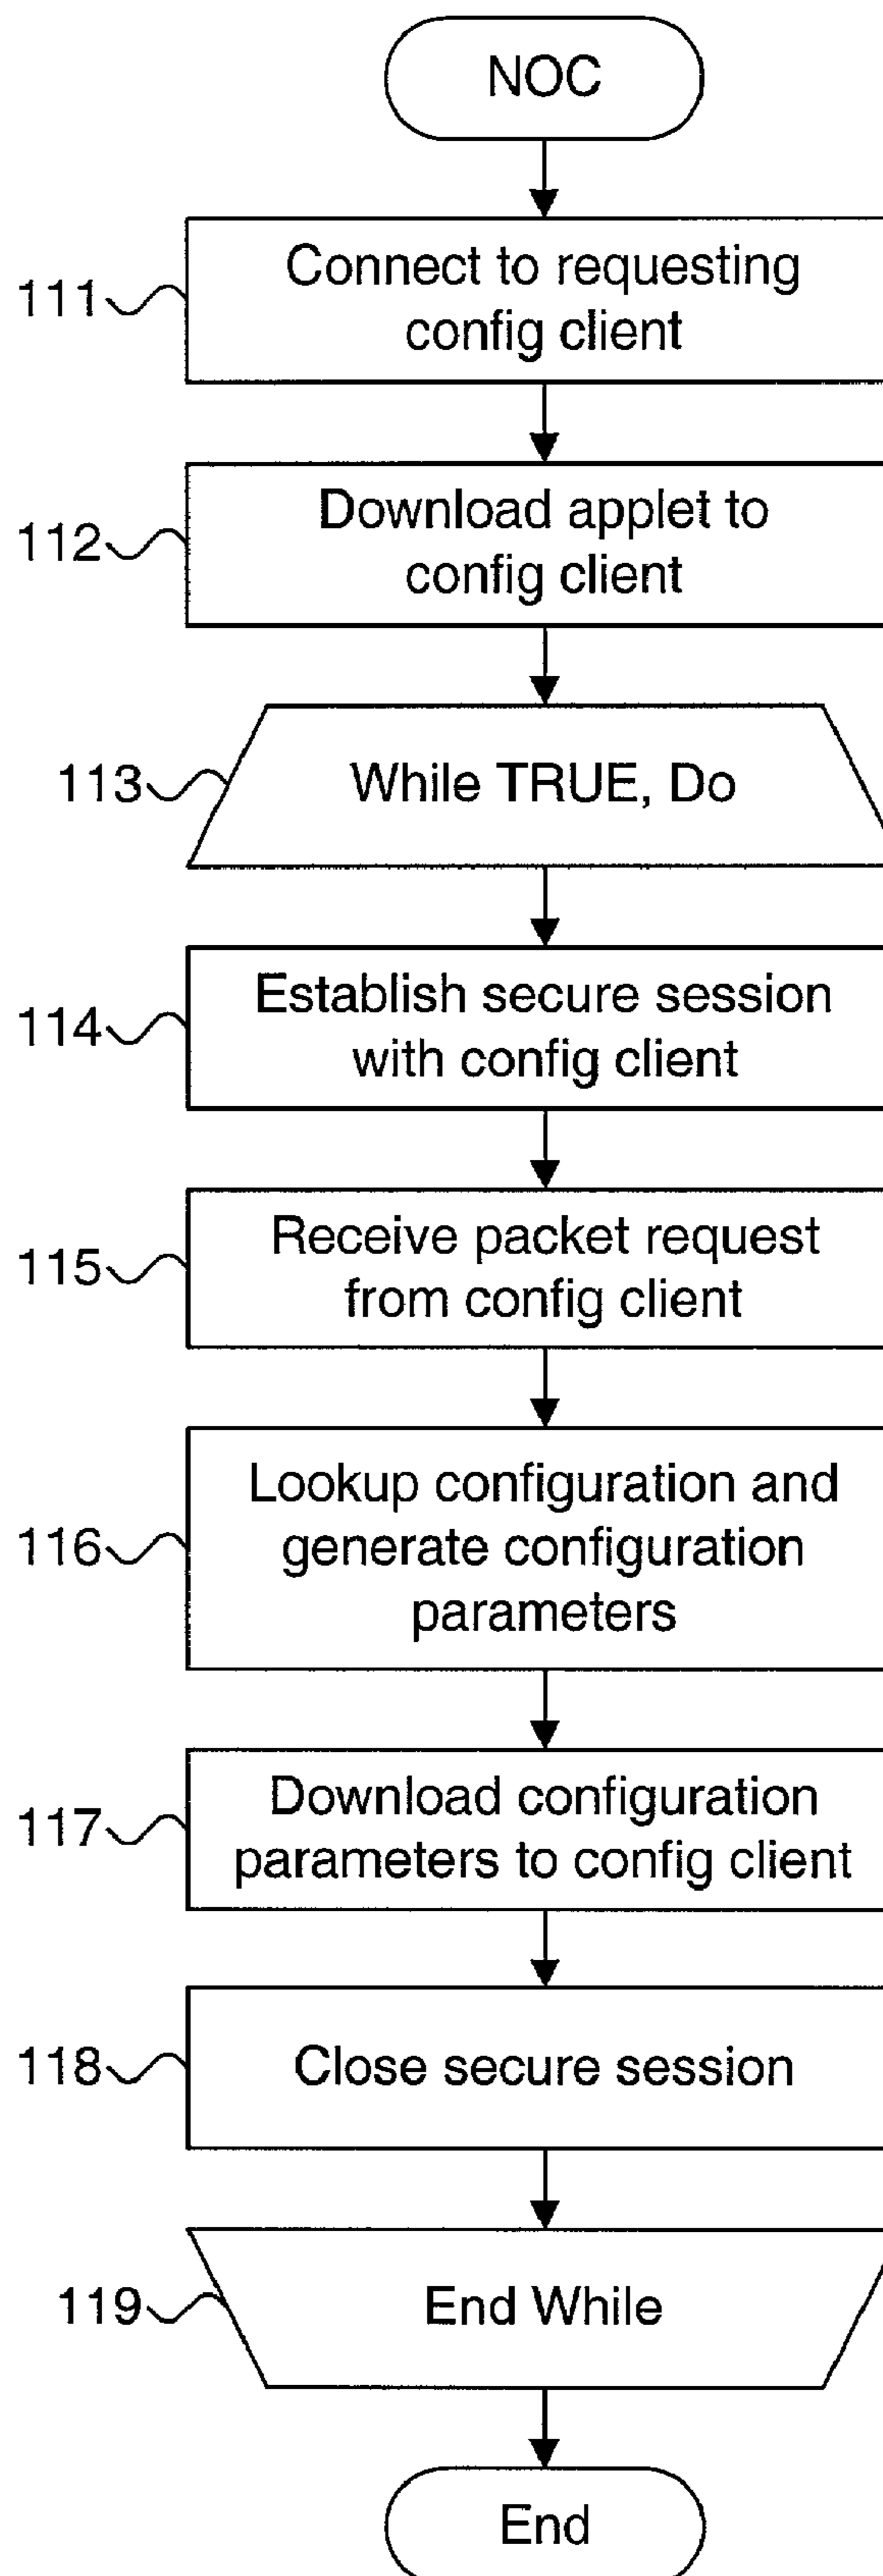 NOC
111
Connect to requesting
config client
112
Download applet to
config client
113
While TRUE, Do
114
Establish secure session
with config client
115
Receive packet request
from config client
116
Lookup configuration and
generate configuration
parameters
117
Download configuration
parameters to config client
118
Close secure session
119
End While
End